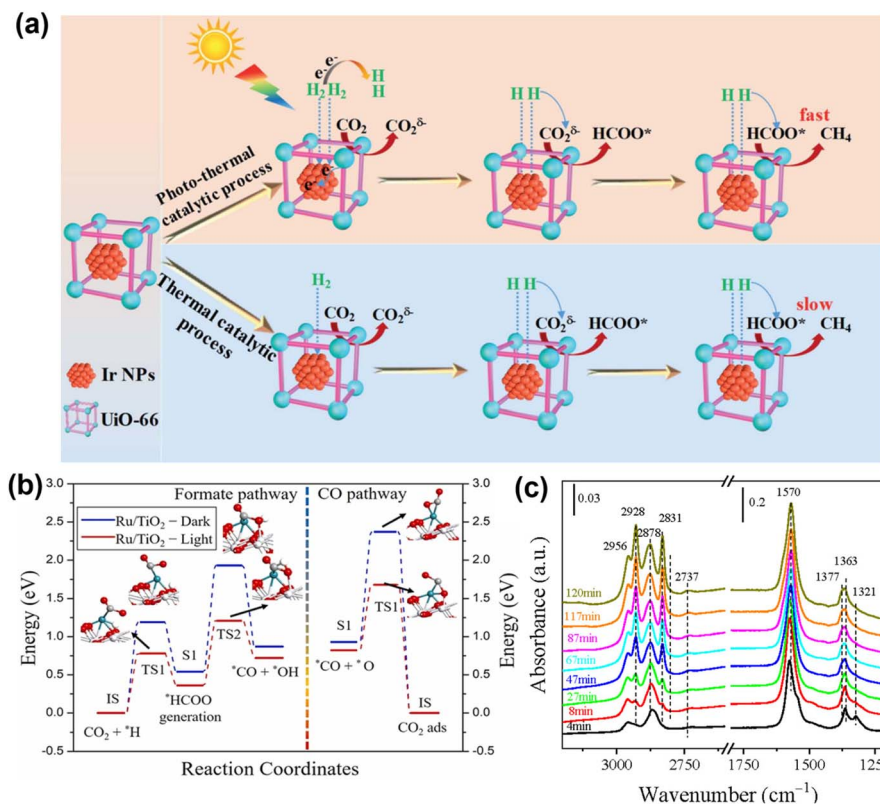 (a)
e⁻
e⁻
H
H
H₂ H₂
CO₂
CO₂δ-
e⁻
e⁻
H H
CO₂δ-
HCOO*
H H
fast
HCOO*
CH₄
Photo-thermal
catalytic process
Thermal catalytic
process
H₂
CO₂
CO₂δ-
H H
CO₂δ-
HCOO*
H H
slow
HCOO*
CH₄
Ir NPs
UiO-66
(b)
Formate pathway
CO pathway
Ru/TiO₂ − Dark
Ru/TiO₂ − Light
3.0
2.5
2.0
1.5
1.0
0.5
0.0
0.5
Energy (eV)
IS
CO₂ + *H
TS1
S1
*HCOO
generation
TS2
*CO + *OH
S1
*CO + *O
TS1
IS
CO₂ ads
3.0
2.5
2.0
1.5
1.0
0.5
0.0
0.5
Energy (eV)
Reaction Coordinates
(c)
0.03
0.2
2956
2928
2878
2831
2737
1570
1377
1363
1321
120min
117min
87min
67min
47min
27min
8min
4min
Absorbance (a.u.)
3000 2750 1750 1500 125
Wavenumber (cm⁻¹)